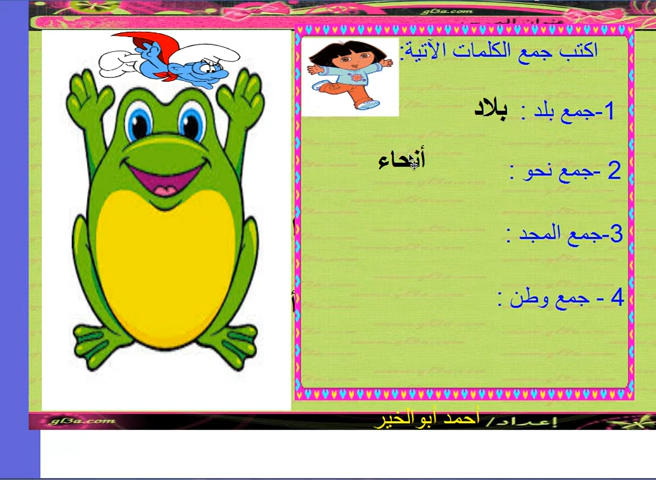 gl3a.com
اكتب جمع الكلمات الآتية:
1-جمع بلد : بلاد
2 -جمع نحو : أنحاء
3-جمع المجد :
4 - جمع وطن :
gl3a.com
إعداد/ احمد ابوالخير